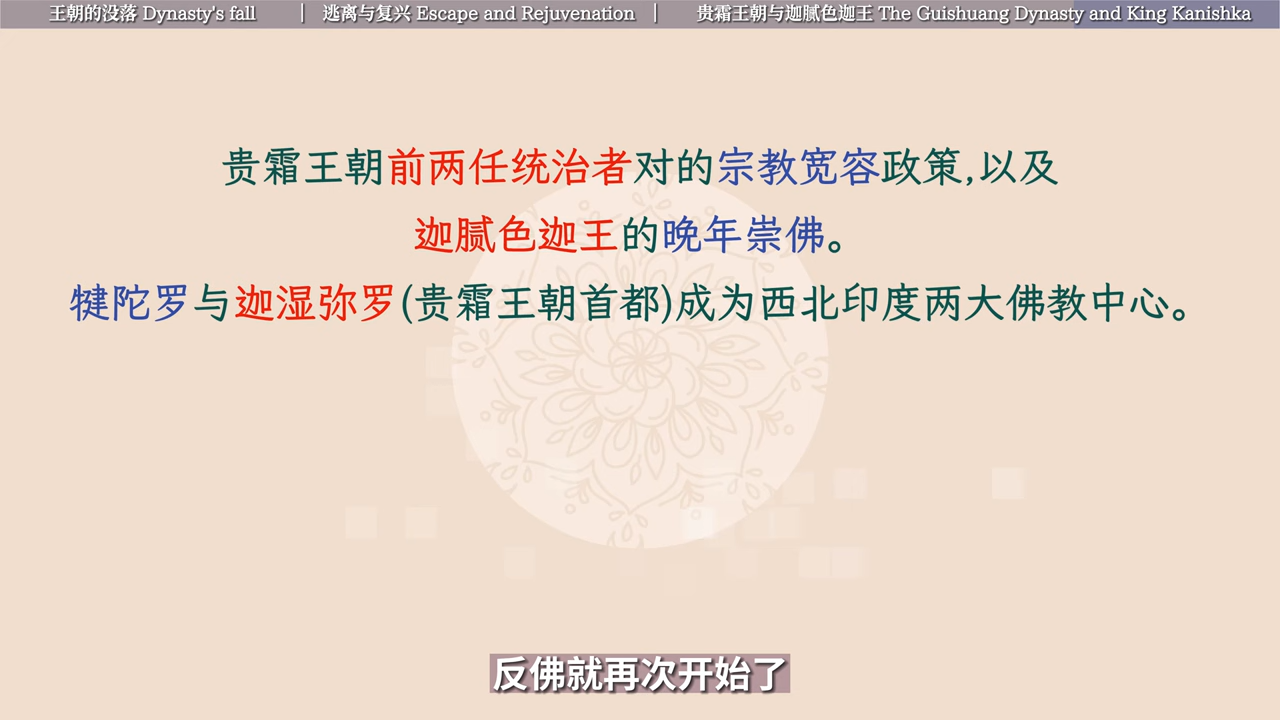 王朝的没落 Dynasty's fall | 逃离与复兴 Escape and Rejuvenation | 贵霜王朝与迦腻色迦王 The Guishuang Dynasty and King Kanishka
贵霜王朝前两任统治者对的宗教宽容政策,以及
迦腻色迦王的晚年崇佛。
犍陀罗与迦湿弥罗(贵霜王朝首都)成为西北印度两大佛教中心。
反佛就再次开始了